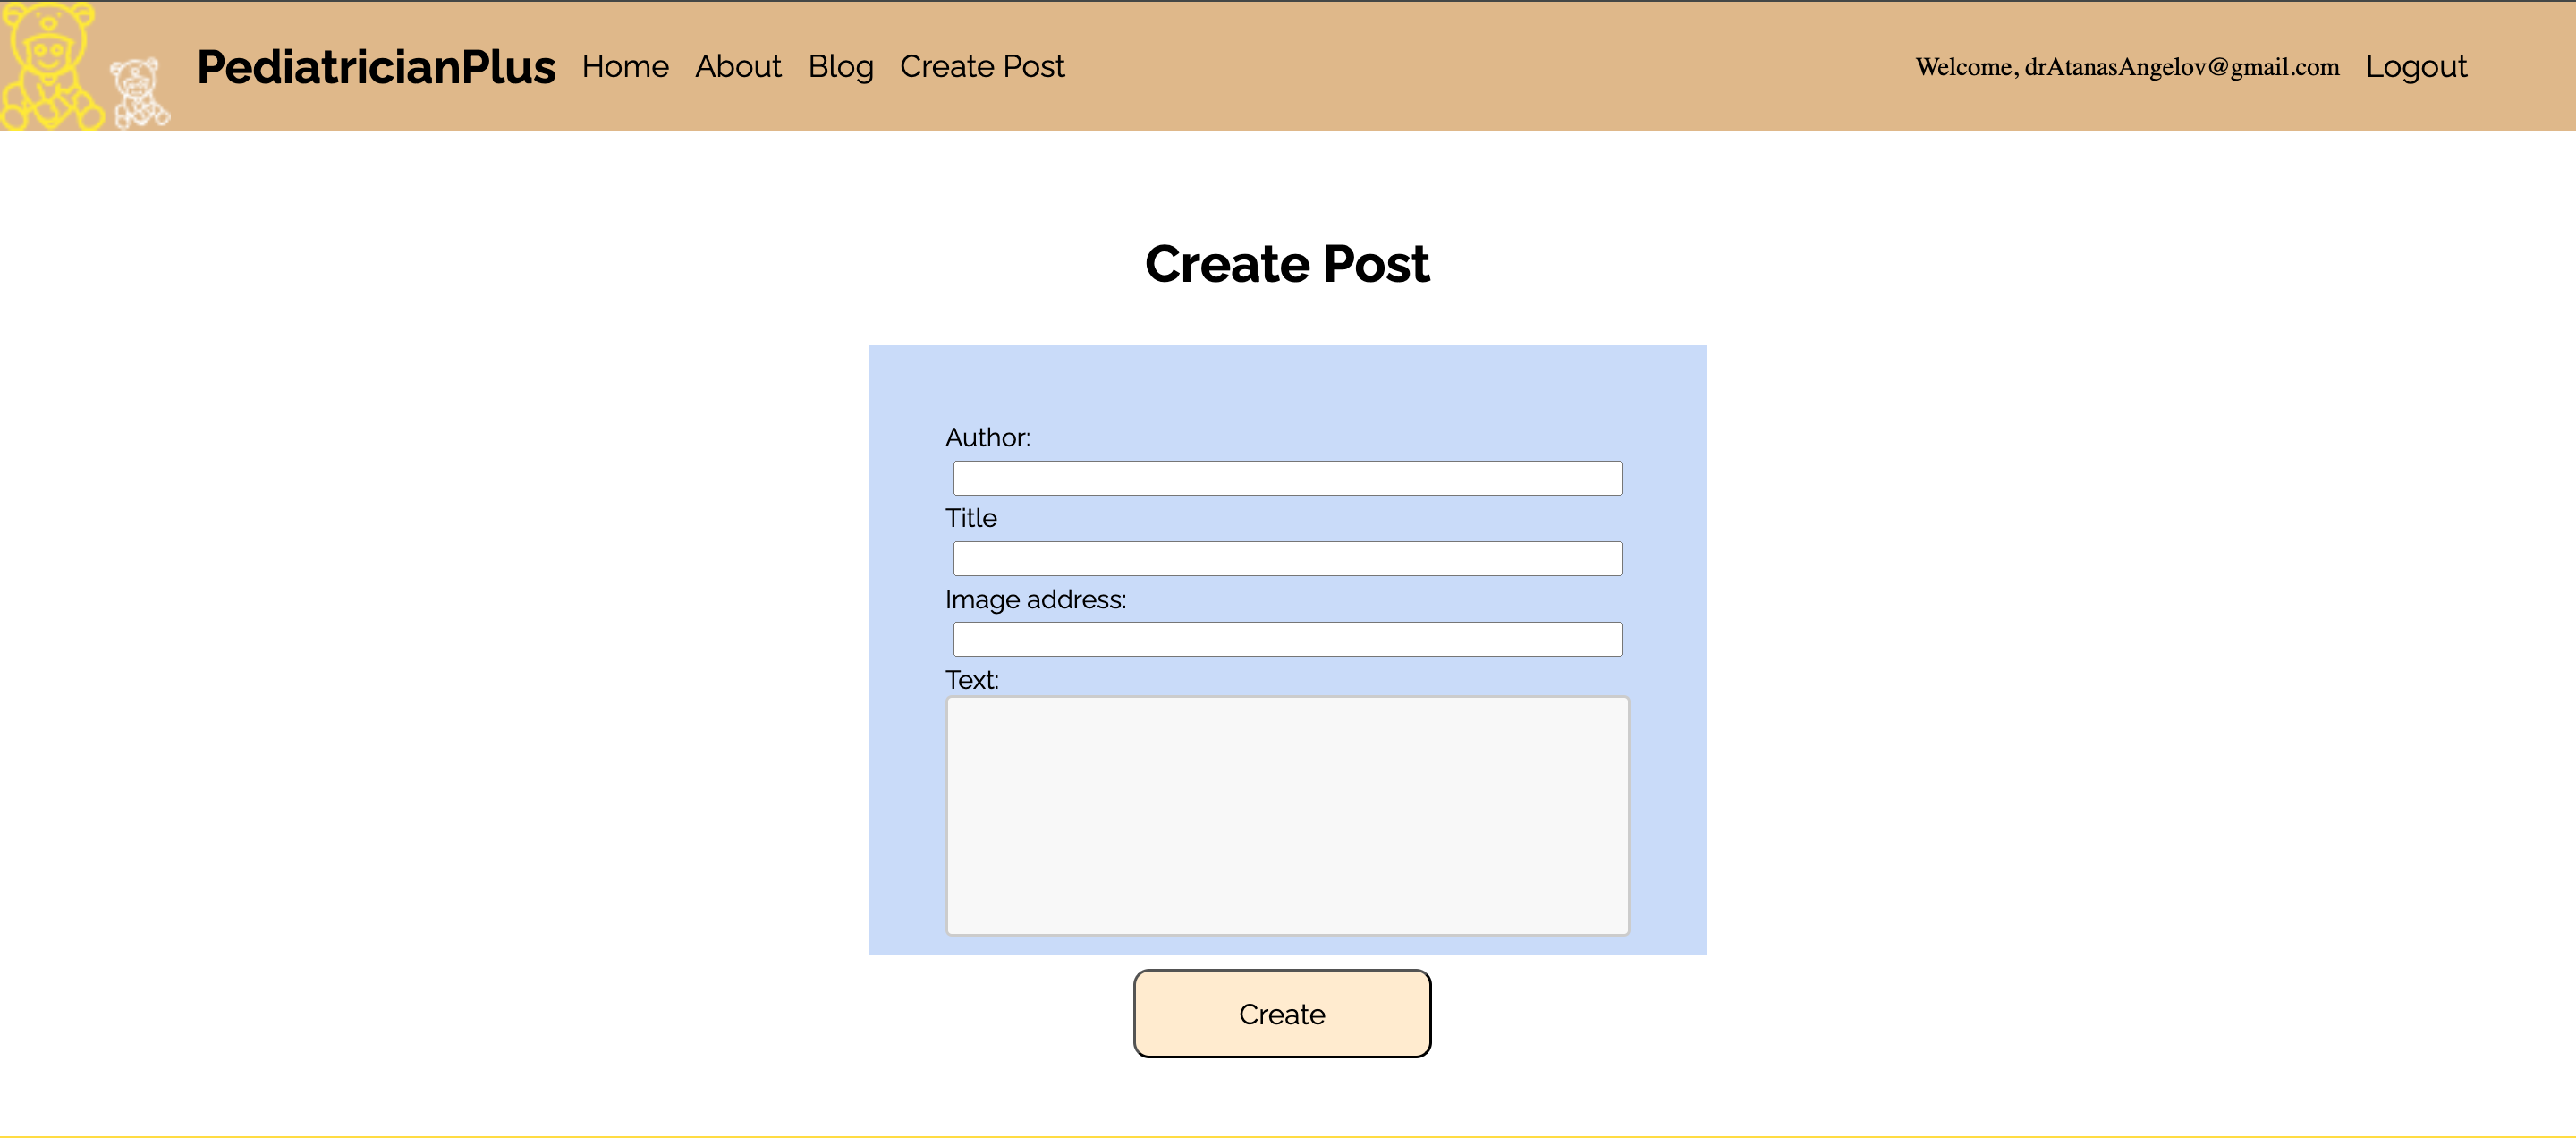 PediatricianPlus Home About Blog Create Post Welcome, drAtanasAngelov@gmail.com Logout
Create Post
Author:
Title
Image address:
Text:
Create